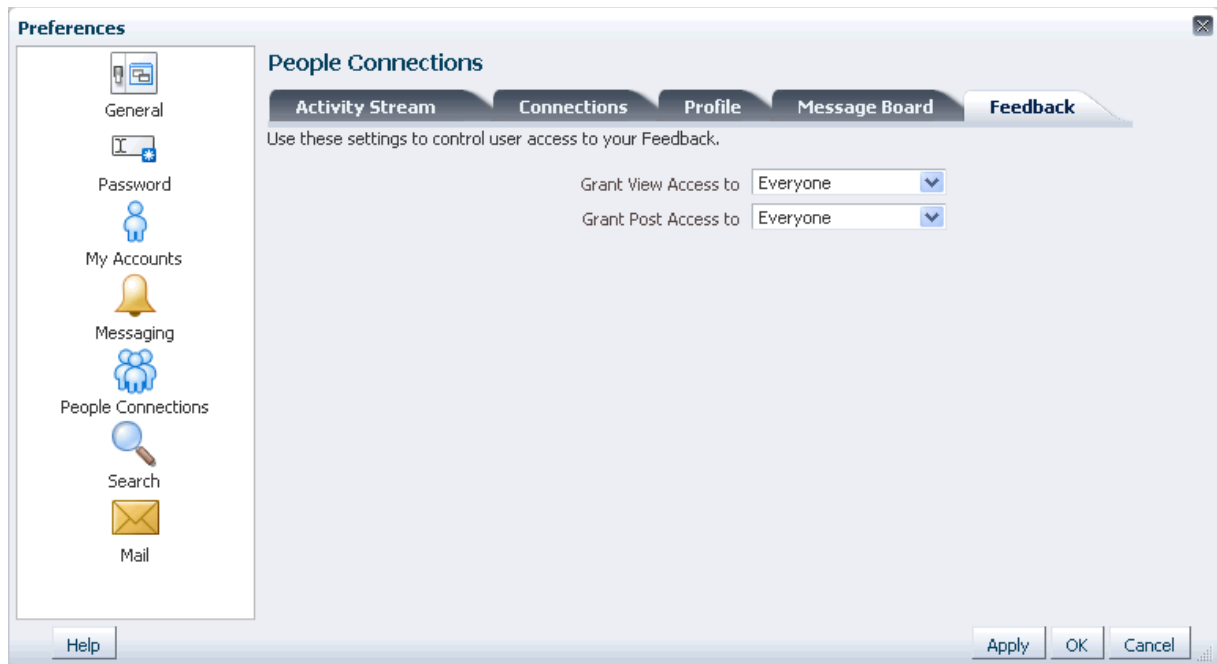 Preferences
General
Password
My Accounts
Messaging
People Connections
Search
Mail
People Connections
Activity Stream
Connections
Profile
Message Board
Feedback
Use these settings to control user access to your Feedback.
Grant View Access to Everyone
Grant Post Access to Everyone
Help
Apply
OK
Cancel